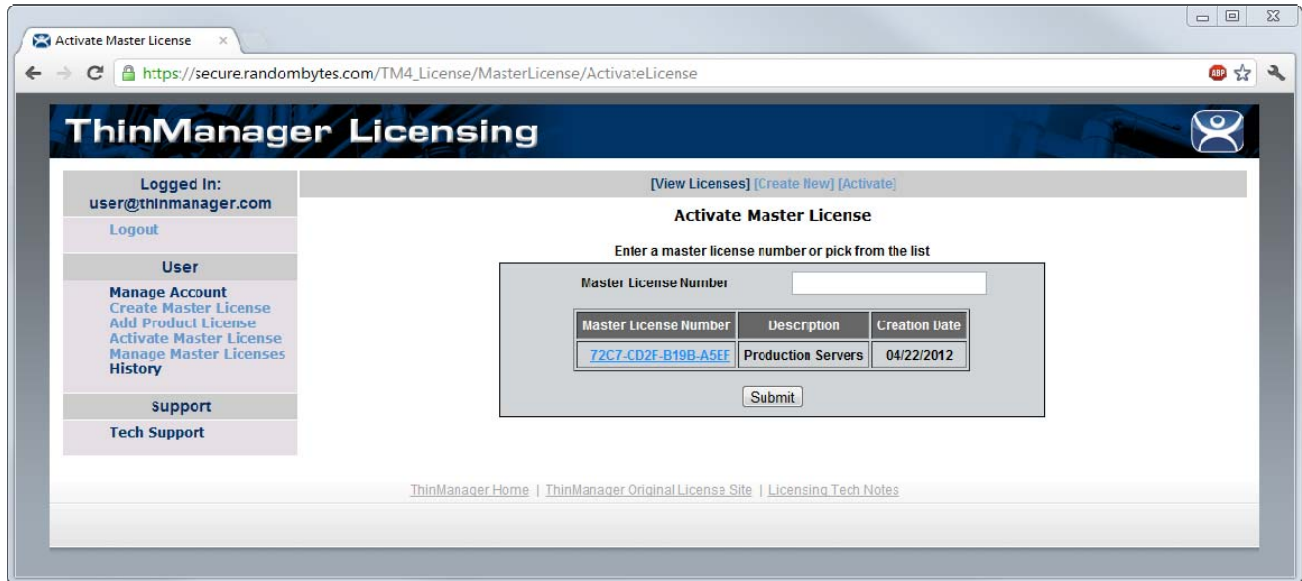 Activate Master License
https://secure.randombytes.com/TM4_License/MasterLicense/ActivateLicense
ABP
ThinManager Licensing
Logged In:
user@thinmanager.com
Logout
User
Manage Account
Create Master License
Add Product License
Activate Master License
Manage Master Licenses
History
Support
Tech Support
[View Licenses] [Create New] [Activate]
Activate Master License
Enter a master license number or pick from the list
Master License Number
Master License Number Description Creation Date
72C7-CD2F-B19B-A5EF Production Servers 04/22/2012
Submit
ThinManager Home | ThinManager Original License Site | Licensing Tech Notes